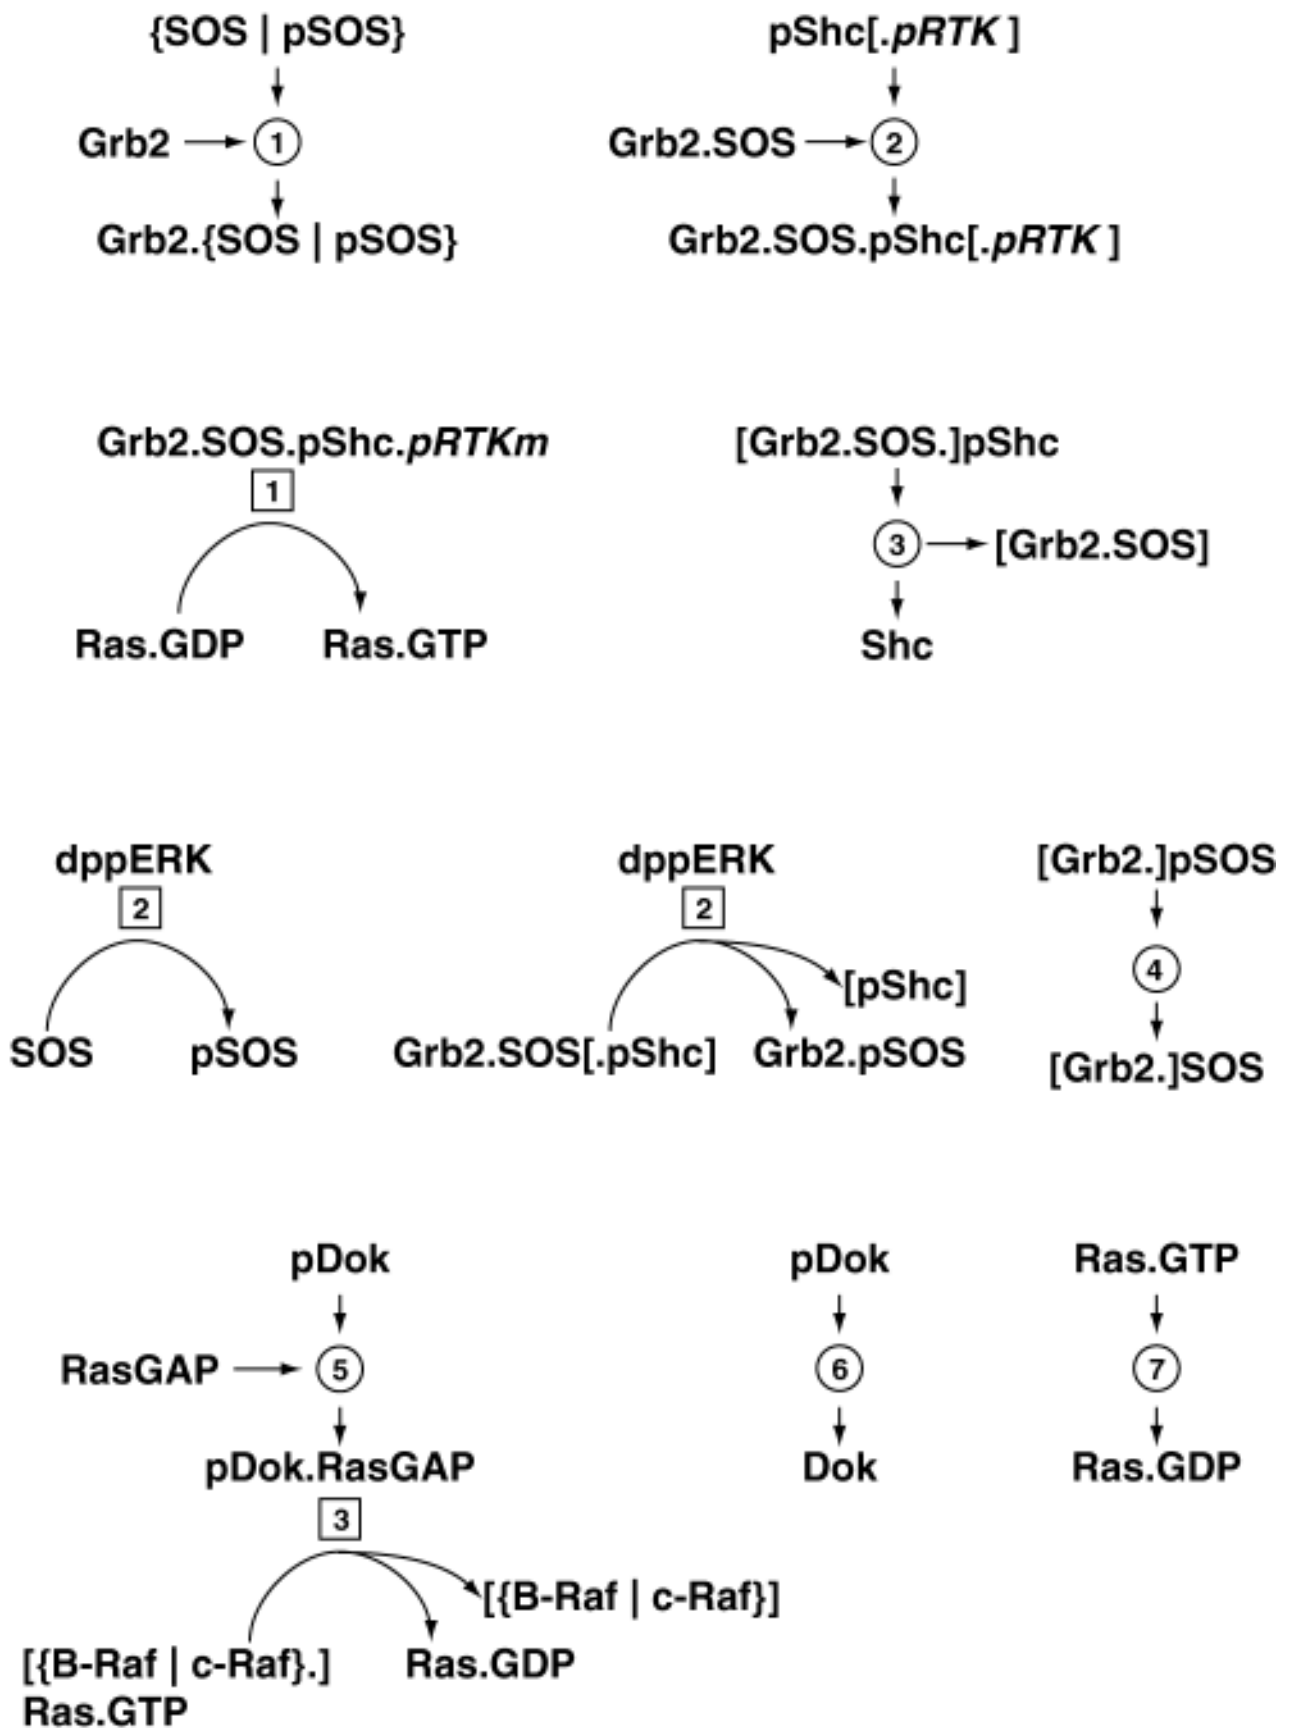 {SOS | pSOS}
Grb2
1
Grb2.{SOS | pSOS}
pShc[.pRTK ]
Grb2.SOS
2
Grb2.SOS.pShc[.pRTK ]
Grb2.SOS.pShc.pRTKm
1
Ras.GDP
Ras.GTP
[Grb2.SOS.]pShc
3
[Grb2.SOS]
Shc
dppERK
2
SOS
pSOS
dppERK
2
[pShc]
Grb2.SOS[.pShc]
Grb2.pSOS
[Grb2.]pSOS
4
[Grb2.]SOS
pDok
RasGAP
5
pDok.RasGAP
3
[{B-Raf | c-Raf}]
[{B-Raf | c-Raf}.]
Ras.GTP
Ras.GDP
pDok
6
Dok
Ras.GTP
7
Ras.GDP